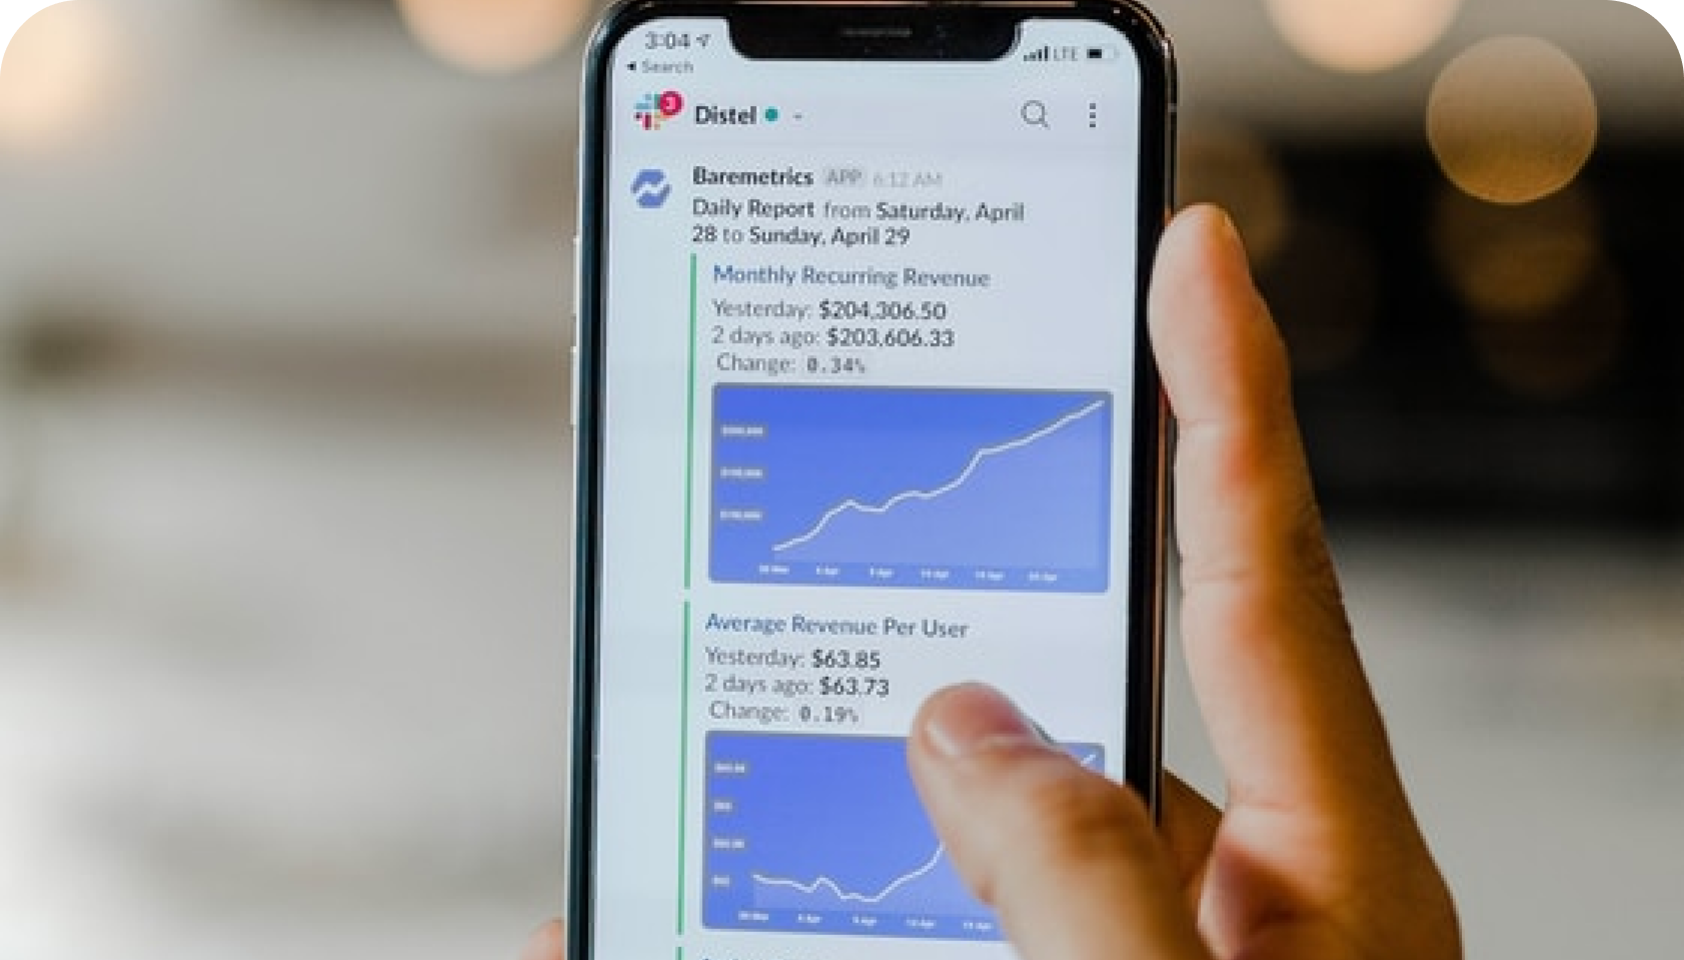 3:04
◀ Search
LTE
3
Distel
Baremetrics APP 6:12 AM
Daily Report from Saturday, April
28 to Sunday, April 29
Monthly Recurring Revenue
Yesterday: $204,306.50
2 days ago: $203,606.33
Change: 0.34%
Average Revenue Per User
Yesterday: $63.85
2 days ago: $63.73
Change: 0.19%